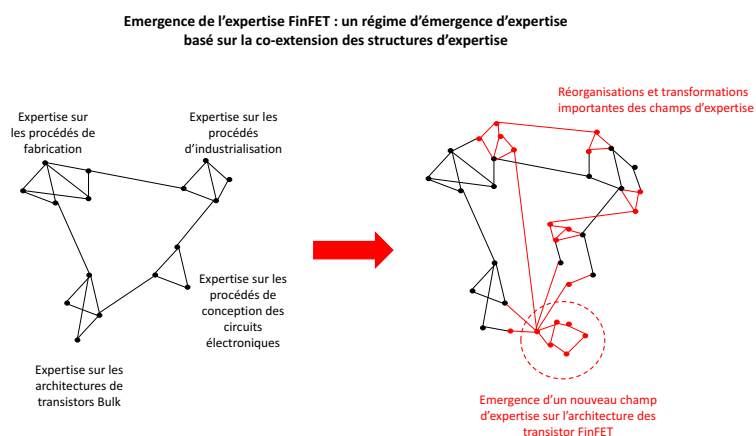 Emergence de l'expertise FinFET : un régime d'émergence d'expertise
basé sur la co-extension des structures d'expertise
Expertise sur
les procédés de
fabrication
Expertise sur les
procédés
d'industrialisation
Réorganisations et transformations
importantes des champs d'expertise
Expertise sur les
procédés de
conception des
circuits
électroniques
Expertise sur les
architectures de
transistors Bulk
Emergence d'un nouveau champ
d'expertise sur l'architecture des
transistor FinFET